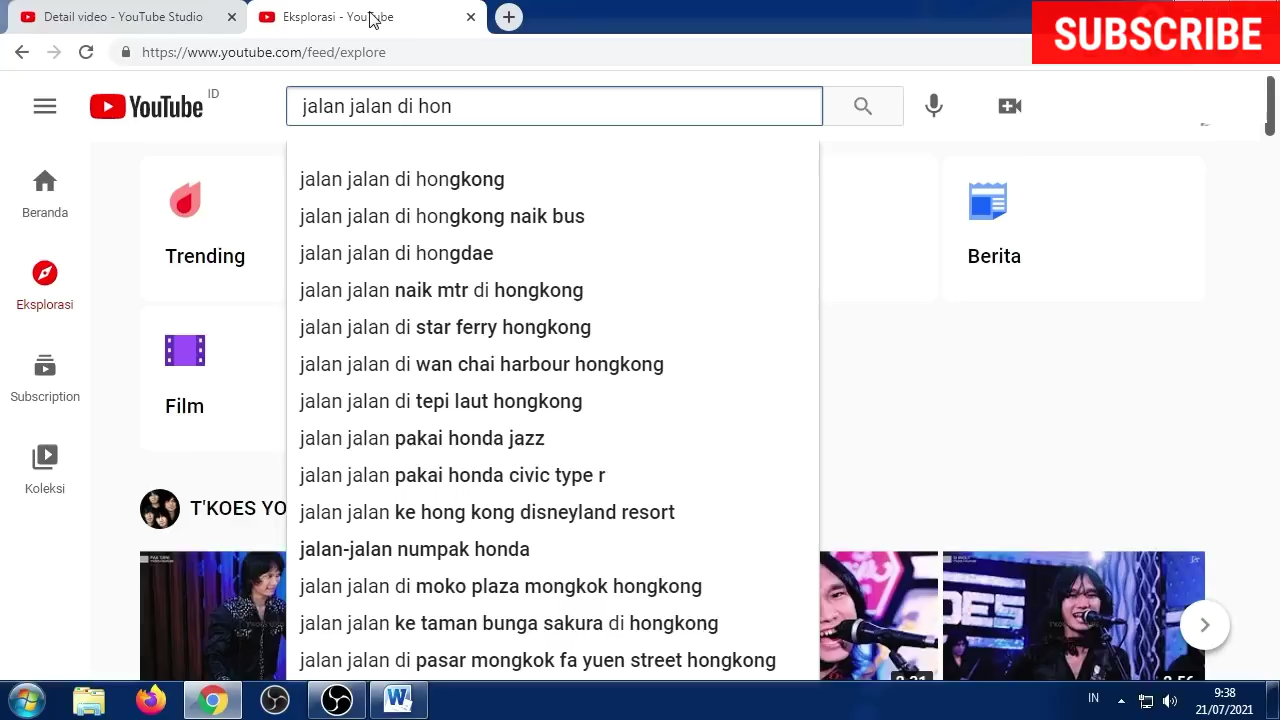 Detail video - YouTube Studio
Eksplorasi - YouTube
SUBSCRIBE
https://www.youtube.com/feed/explore
YouTube ID
jalan jalan di hon
jalan jalan di hongkong
jalan jalan di hongkong naik bus
jalan jalan di hongdae
jalan jalan naik mtr di hongkong
jalan jalan di star ferry hongkong
jalan jalan di wan chai harbour hongkong
jalan jalan di tepi laut hongkong
jalan jalan pakai honda jazz
jalan jalan pakai honda civic type r
jalan jalan ke hong kong disneyland resort
jalan-jalan numpak honda
jalan jalan di moko plaza mongkok hongkong
jalan jalan ke taman bunga sakura di hongkong
jalan jalan di pasar mongkok fa yuen street hongkong
Beranda
Eksplorasi
Subscription
Koleksi
Trending
Berita
Film
T'KOES YO
IN
9:38
21/07/2021